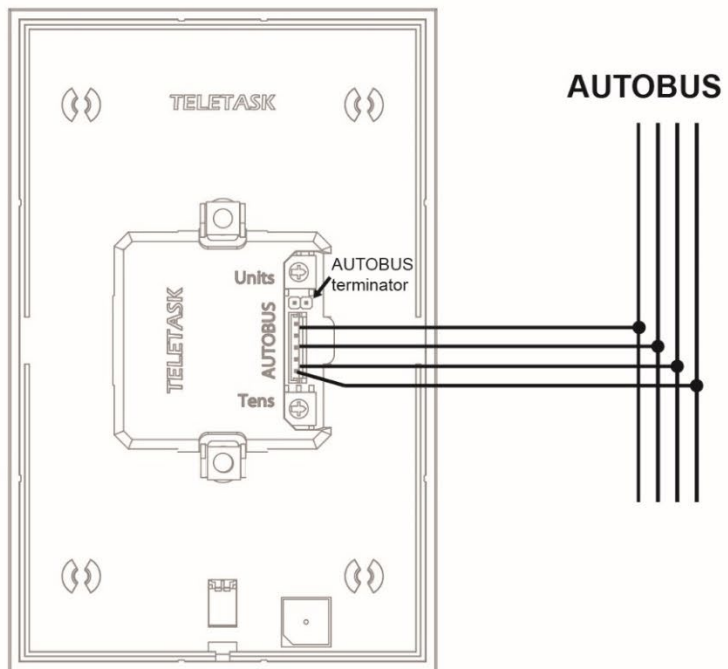 TELETASK
AUTOBUS
Units
AUTOBUS
terminator
TELETASK
AUTOBUS
Tens